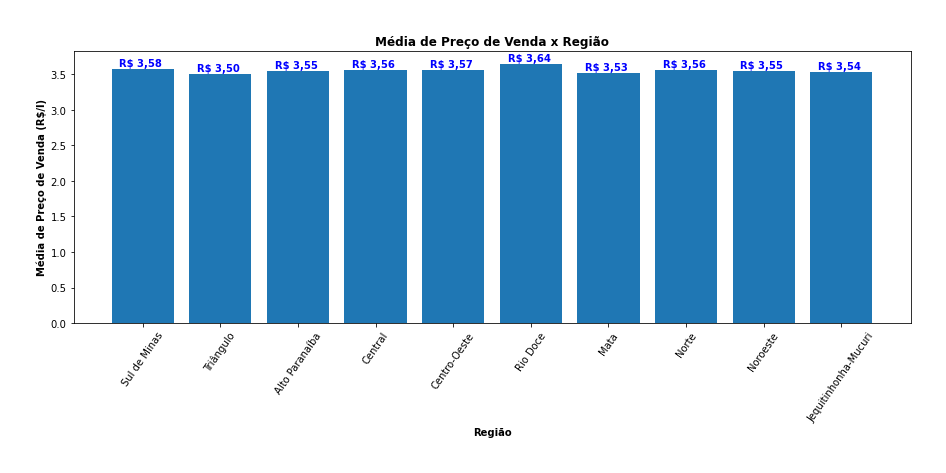 Média de Preço de Venda x Região
Média de Preço de Venda (R$/l)
3.5
3.0
2.5
2.0
1.5
1.0
0.5
0.0
R$ 3,58
R$ 3,50
R$ 3,55
R$ 3,56
R$ 3,57
R$ 3,64
R$ 3,53
R$ 3,56
R$ 3,55
R$ 3,54
Sul de Minas
Triângulo
Alto Paranaíba
Central
Centro-Oeste
Rio Doce
Mata
Norte
Noroeste
Jequitinhonha-Mucuri
Região